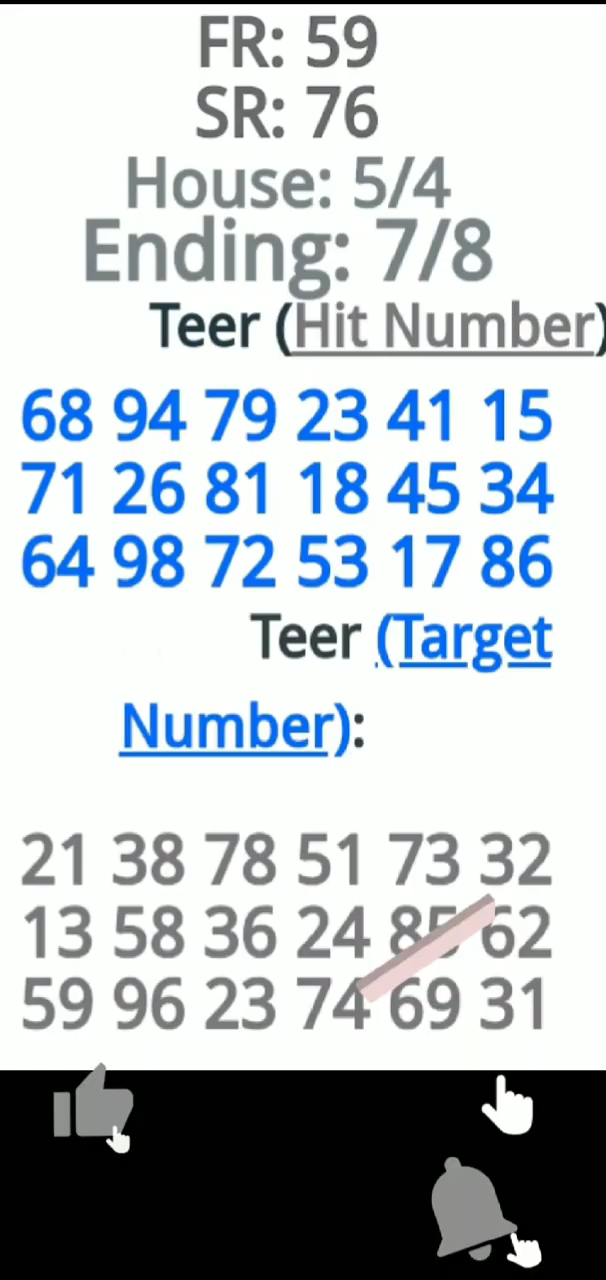 FR: 59
SR: 76
House: 5/4
Ending: 7/8
Teer (Hit Number)
68 94 79 23 41 15
71 26 81 18 45 34
64 98 72 53 17 86
Teer (Target
Number):
21 38 78 51 73 32
13 58 36 24 85 62
59 96 23 74 69 31